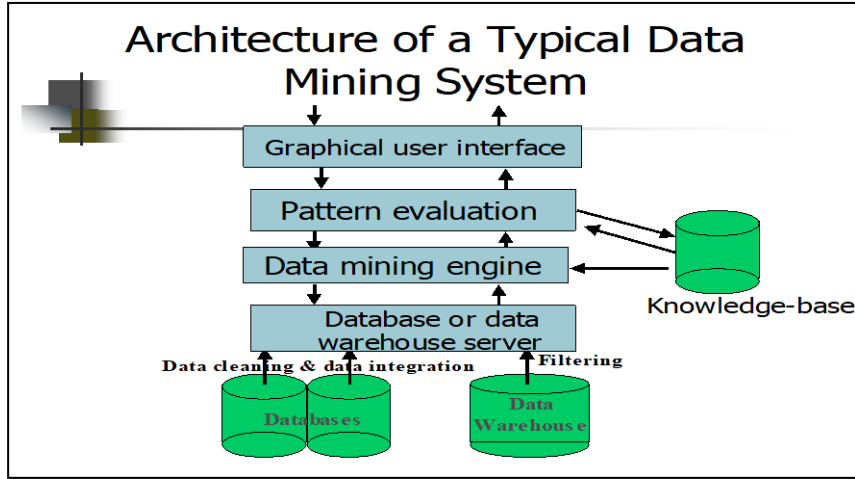 Architecture of a Typical Data
Mining System
Graphical user interface
Pattern evaluation
Data mining engine
Knowledge-base
Database or data
warehouse server
Data cleaning & data integration
Filtering
Databases
Data
Warehouse